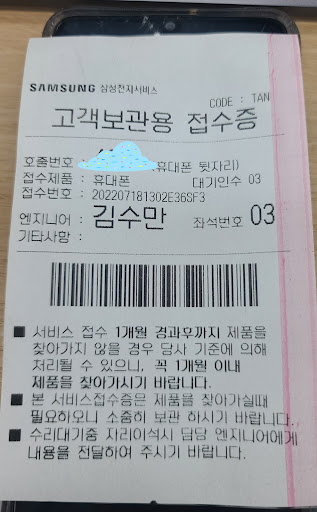 SAMSUNG 삼성전자서비스
CODE : TAN
고객보관용 접수증
호출번호 : (휴대폰 뒷자리)
접수제품 : 휴대폰 대기인수 03
접수번호 : 202207181302E36SF3
엔지니어 : 김수만 좌석번호 03
기타사항 :
■ 서비스 접수 1개월 경과후까지 제품을
찾아가지 않을 경우 당사 기준에 의해
처리될 수 있으니, 꼭 1개월 이내
제품을 찾아가시기 바랍니다.
■ 본 서비스접수증은 제품을 찾아가실때
필요하오니 소중히 보관 하시기 바랍니다.
■ 수리대기중 자리이석시 담당 엔지니어에게
내용을 전달하여 주시기 바랍니다.